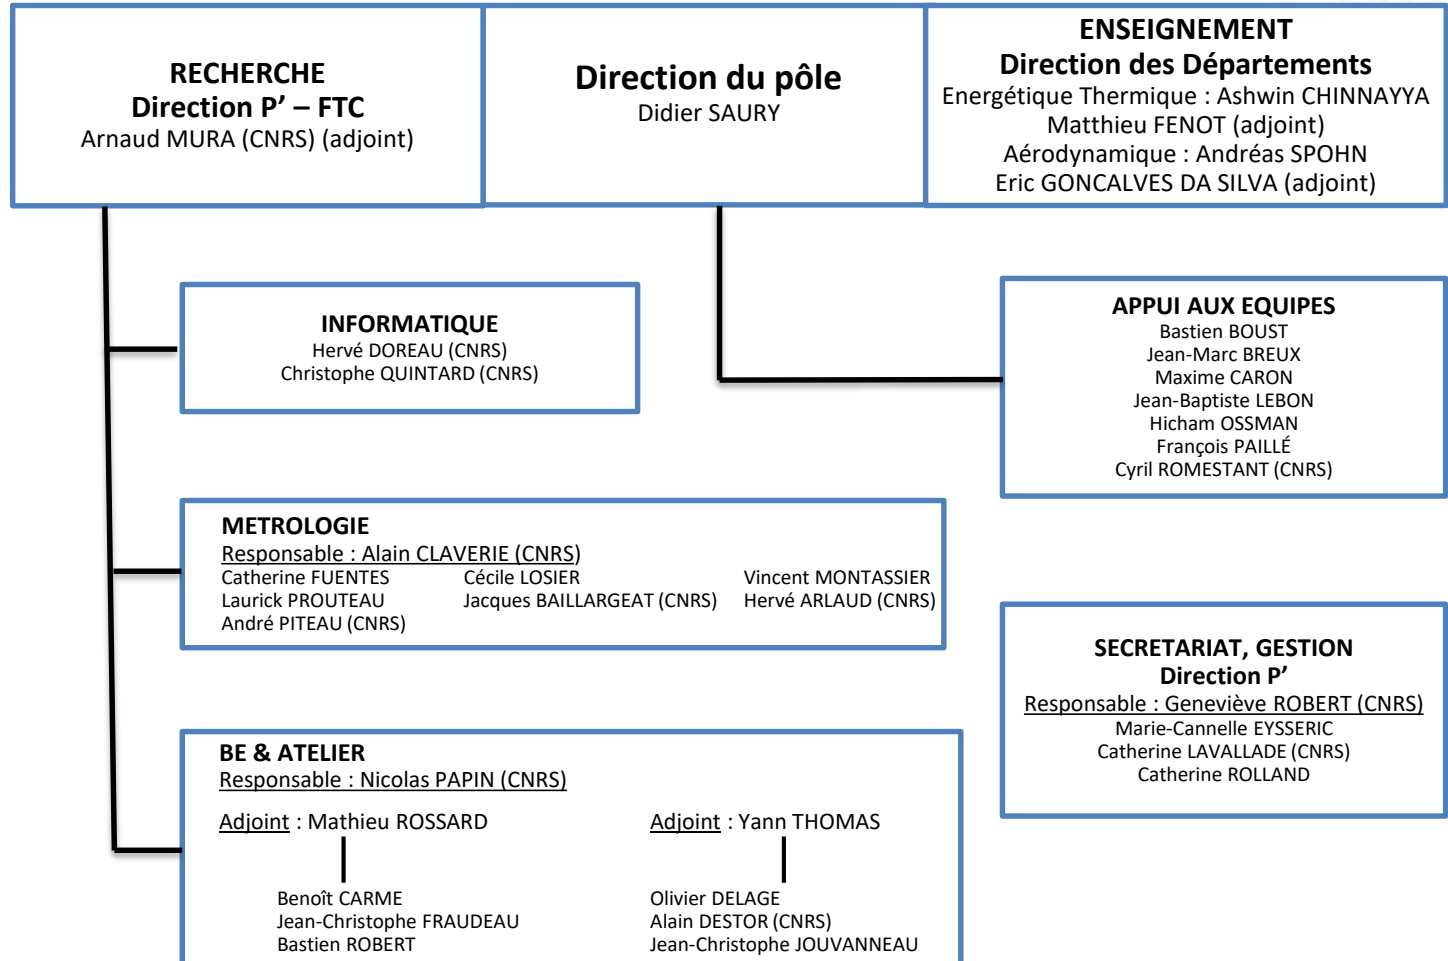 RECHERCHE
Direction P’ – FTC
Arnaud MURA (CNRS) (adjoint)
Direction du pôle
Didier SAURY
ENSEIGNEMENT
Direction des Départements
Energétique Thermique : Ashwin CHINNAYYA
Matthieu FENOT (adjoint)
Aérodynamique : Andréas SPOHN
Eric GONCALVES DA SILVA (adjoint)
INFORMATIQUE
Hervé DOREAU (CNRS)
Christophe QUINTARD (CNRS)
APPUI AUX EQUIPES
Bastien BOUST
Jean-Marc BREUX
Maxime CARON
Jean-Baptiste LEBON
Hicham OSSMAN
François PAILLÉ
Cyril ROMESTANT (CNRS)
METROLOGIE
Responsable : Alain CLAVERIE (CNRS)
Catherine FUENTES Cécile LOSIER Vincent MONTASSIER
Laurick PROUTEAU Jacques BAILLARGEAT (CNRS) Hervé ARLAUD (CNRS)
André PITEAU (CNRS)
SECRETARIAT, GESTION
Direction P’
Responsable : Geneviève ROBERT (CNRS)
Marie-Cannelle EYSSERIC
Catherine LAVALLADE (CNRS)
Catherine ROLLAND
BE & ATELIER
Responsable : Nicolas PAPIN (CNRS)
Adjoint : Mathieu ROSSARD
Benoît CARME
Jean-Christophe FRAUDEAU
Bastien ROBERT
Adjoint : Yann THOMAS
Olivier DELAGE
Alain DESTOR (CNRS)
Jean-Christophe JOUVANNEAU